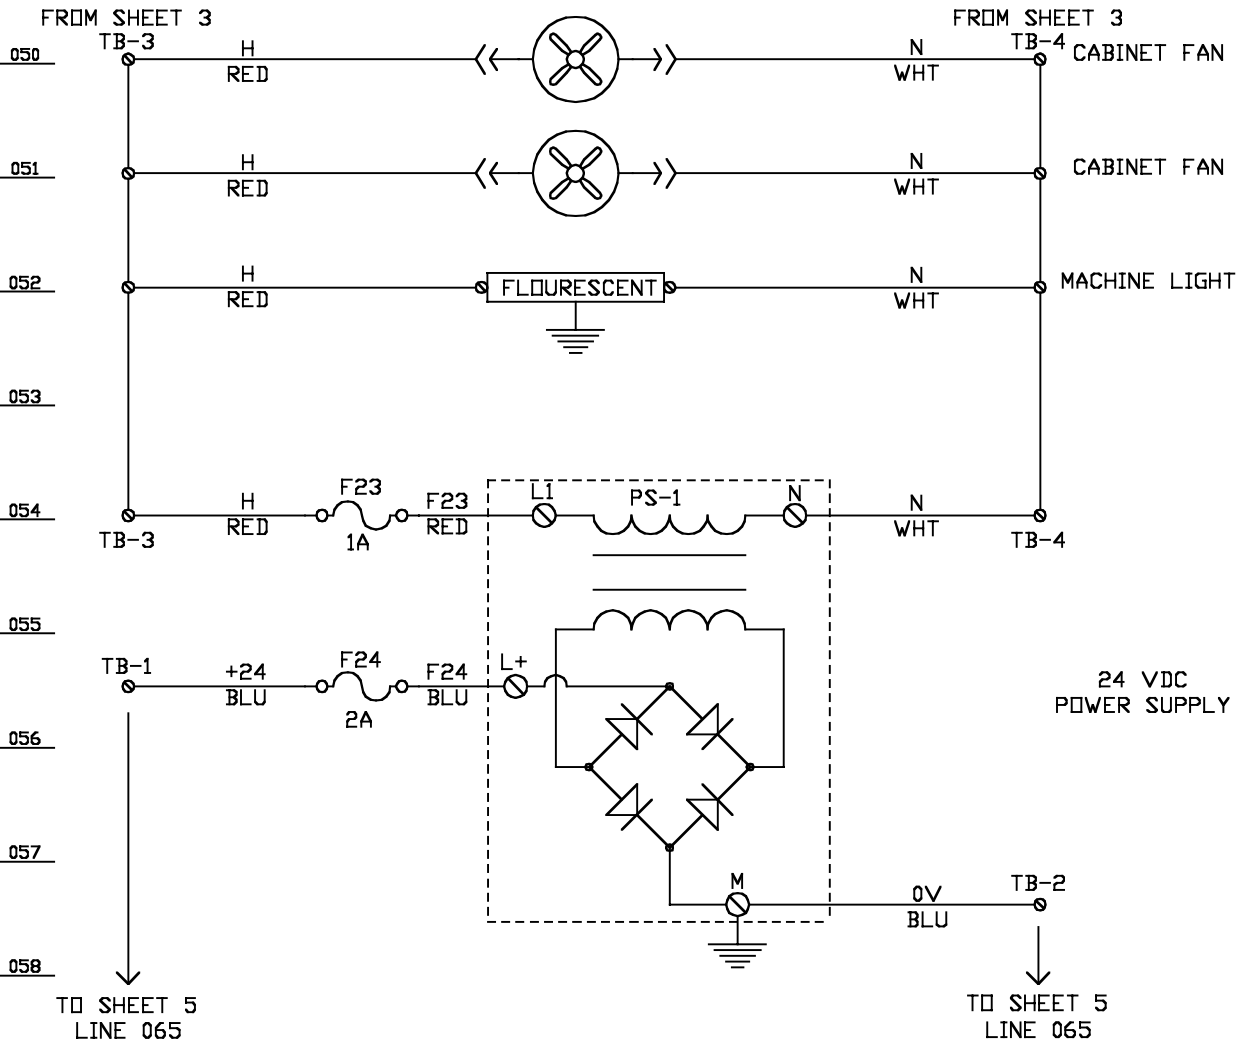 FROM SHEET 3
FROM SHEET 3
TB-3
TB-4
050
H
RED
N
WHT
CABINET FAN
051
H
RED
N
WHT
CABINET FAN
052
H
RED
FLOURESCENT
N
WHT
MACHINE LIGHT
053
054
TB-3
H
RED
F23
1A
F23
RED
L1
PS-1
N
N
WHT
TB-4
055
TB-1
+24
BLU
F24
2A
F24
BLU
L+
24 VDC
POWER SUPPLY
056
057
M
0V
BLU
TB-2
058
TO SHEET 5
LINE 065
TO SHEET 5
LINE 065